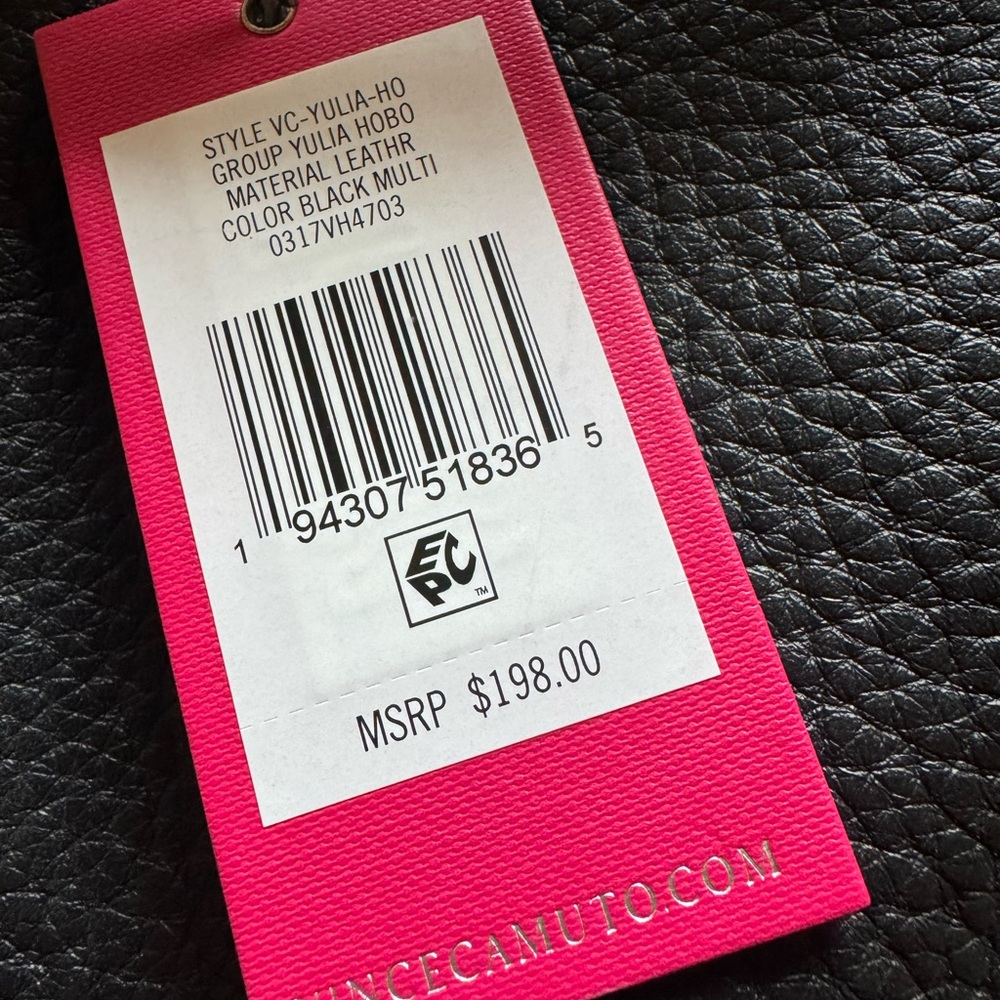 STYLE VC-YULIA-HO
GROUP YULIA HOBO
MATERIAL LEATHR
COLOR BLACK MULTI
0317VH4703
1 94307 51836 5
EPC ™
MSRP $198.00
VINCECAMUTO.COM